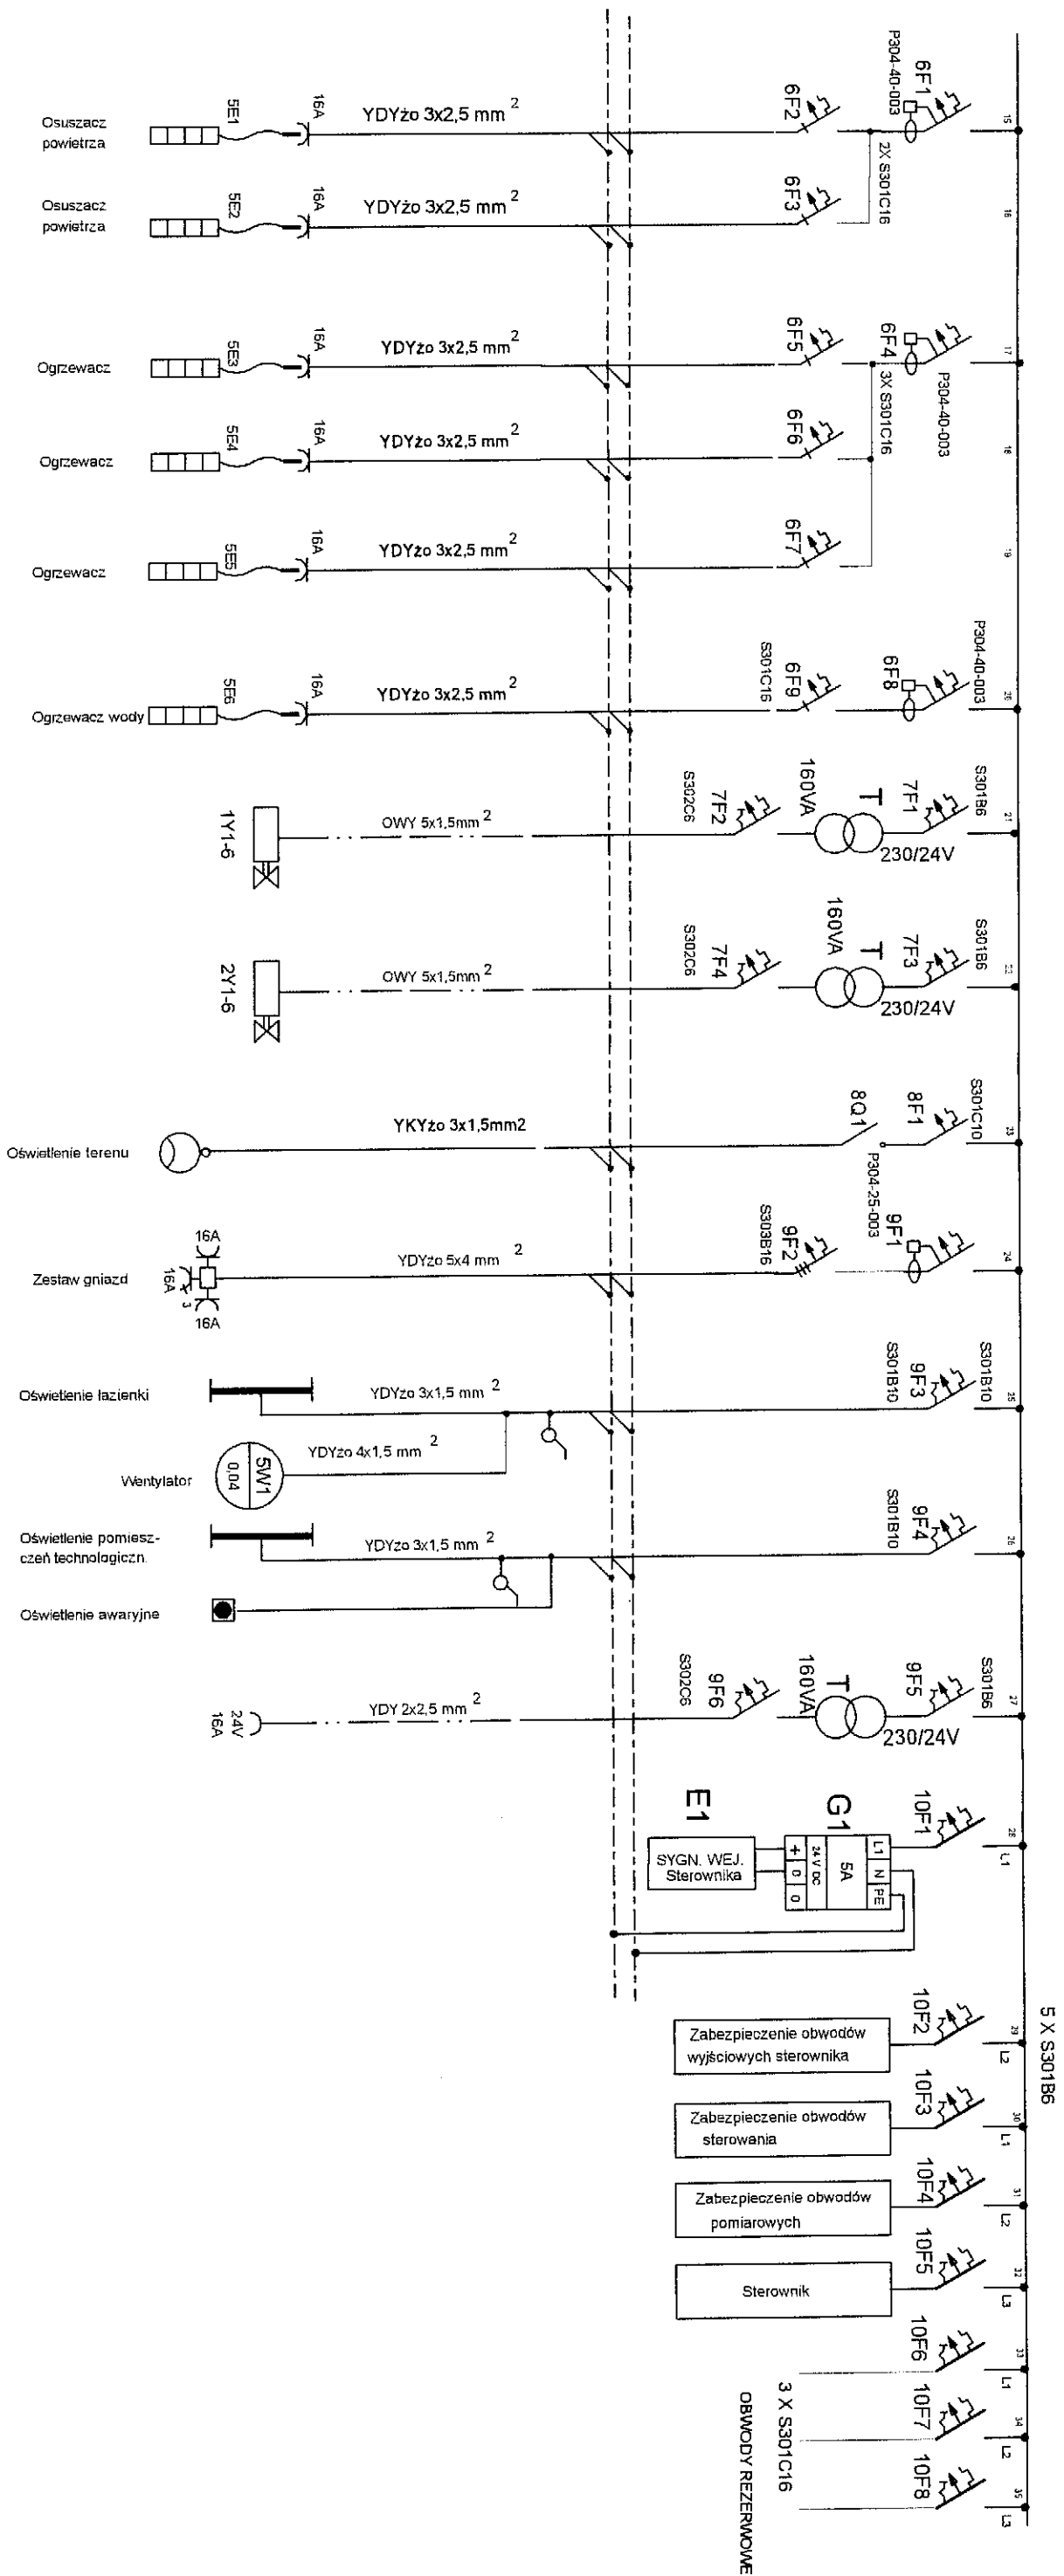 15
P304-40-003
6F1
2X S301C16
6F2
YDYżo 3x2,5 mm 2
16A
5E1
Osuszacz
powietrza
16
6F3
YDYżo 3x2,5 mm 2
16A
5E2
Osuszacz
powietrza
17
P304-40-003
6F4
3X S301C16
6F5
YDYżo 3x2,5 mm 2
16A
5E3
Ogrzewacz
18
6F6
YDYżo 3x2,5 mm 2
16A
5E4
Ogrzewacz
19
6F7
YDYżo 3x2,5 mm 2
16A
5E5
Ogrzewacz
20
P304-40-003
6F8
6F9
S301C16
YDYżo 3x2,5 mm 2
16A
5E6
Ogrzewacz wody
21
S301B6
7F1
T
160VA
230/24V
7F2
S302C6
OWY 5x1,5mm 2
1Y1-6
22
S301B6
7F3
T
160VA
230/24V
7F4
S302C6
OWY 5x1,5mm 2
2Y1-6
23
S301C10
8F1
8Q1
YKYżo 3x1,5mm2
Oświetlenie terenu
24
P304-25-003
9F1
9F2
S303B16
YDYżo 5x4 mm 2
16A
16A
3
16A
Zestaw gniazd
25
S301B10
9F3
S301B10
YDYżo 3x1,5 mm 2
Oświetlenie łazienki
YDYżo 4x1,5 mm 2
5W1
0,04
Wentylator
26
9F4
S301B10
YDYżo 3x1,5 mm 2
Oświetlenie pomiesz-
czeń technologiczn.
Oświetlenie awaryjne
27
S301B6
9F5
T
160VA
230/24V
9F6
S302C6
YDY 2x2,5 mm 2
24V
16A
28
L1
10F1
G1
L1 N PE
5A
24 V DC
+ 0 0
E1
SYGN. WEJ.
Sterownika
5 X S301B6
29
L2
10F2
Zabezpieczenie obwodów
wyjściowych sterownika
30
L1
10F3
Zabezpieczenie obwodów
sterowania
31
L2
10F4
Zabezpieczenie obwodów
pomiarowych
32
L3
10F5
Sterownik
33
L1
10F6
34
L2
10F7
35
L3
10F8
3 X S301C16
OBWODY REZERWOWE